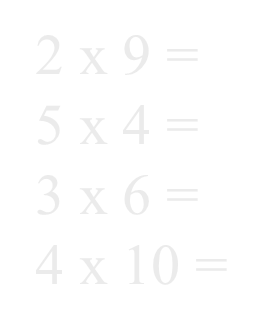 2 x 9 =
5 x 4 =
3 x 6 =
4 x 10 =